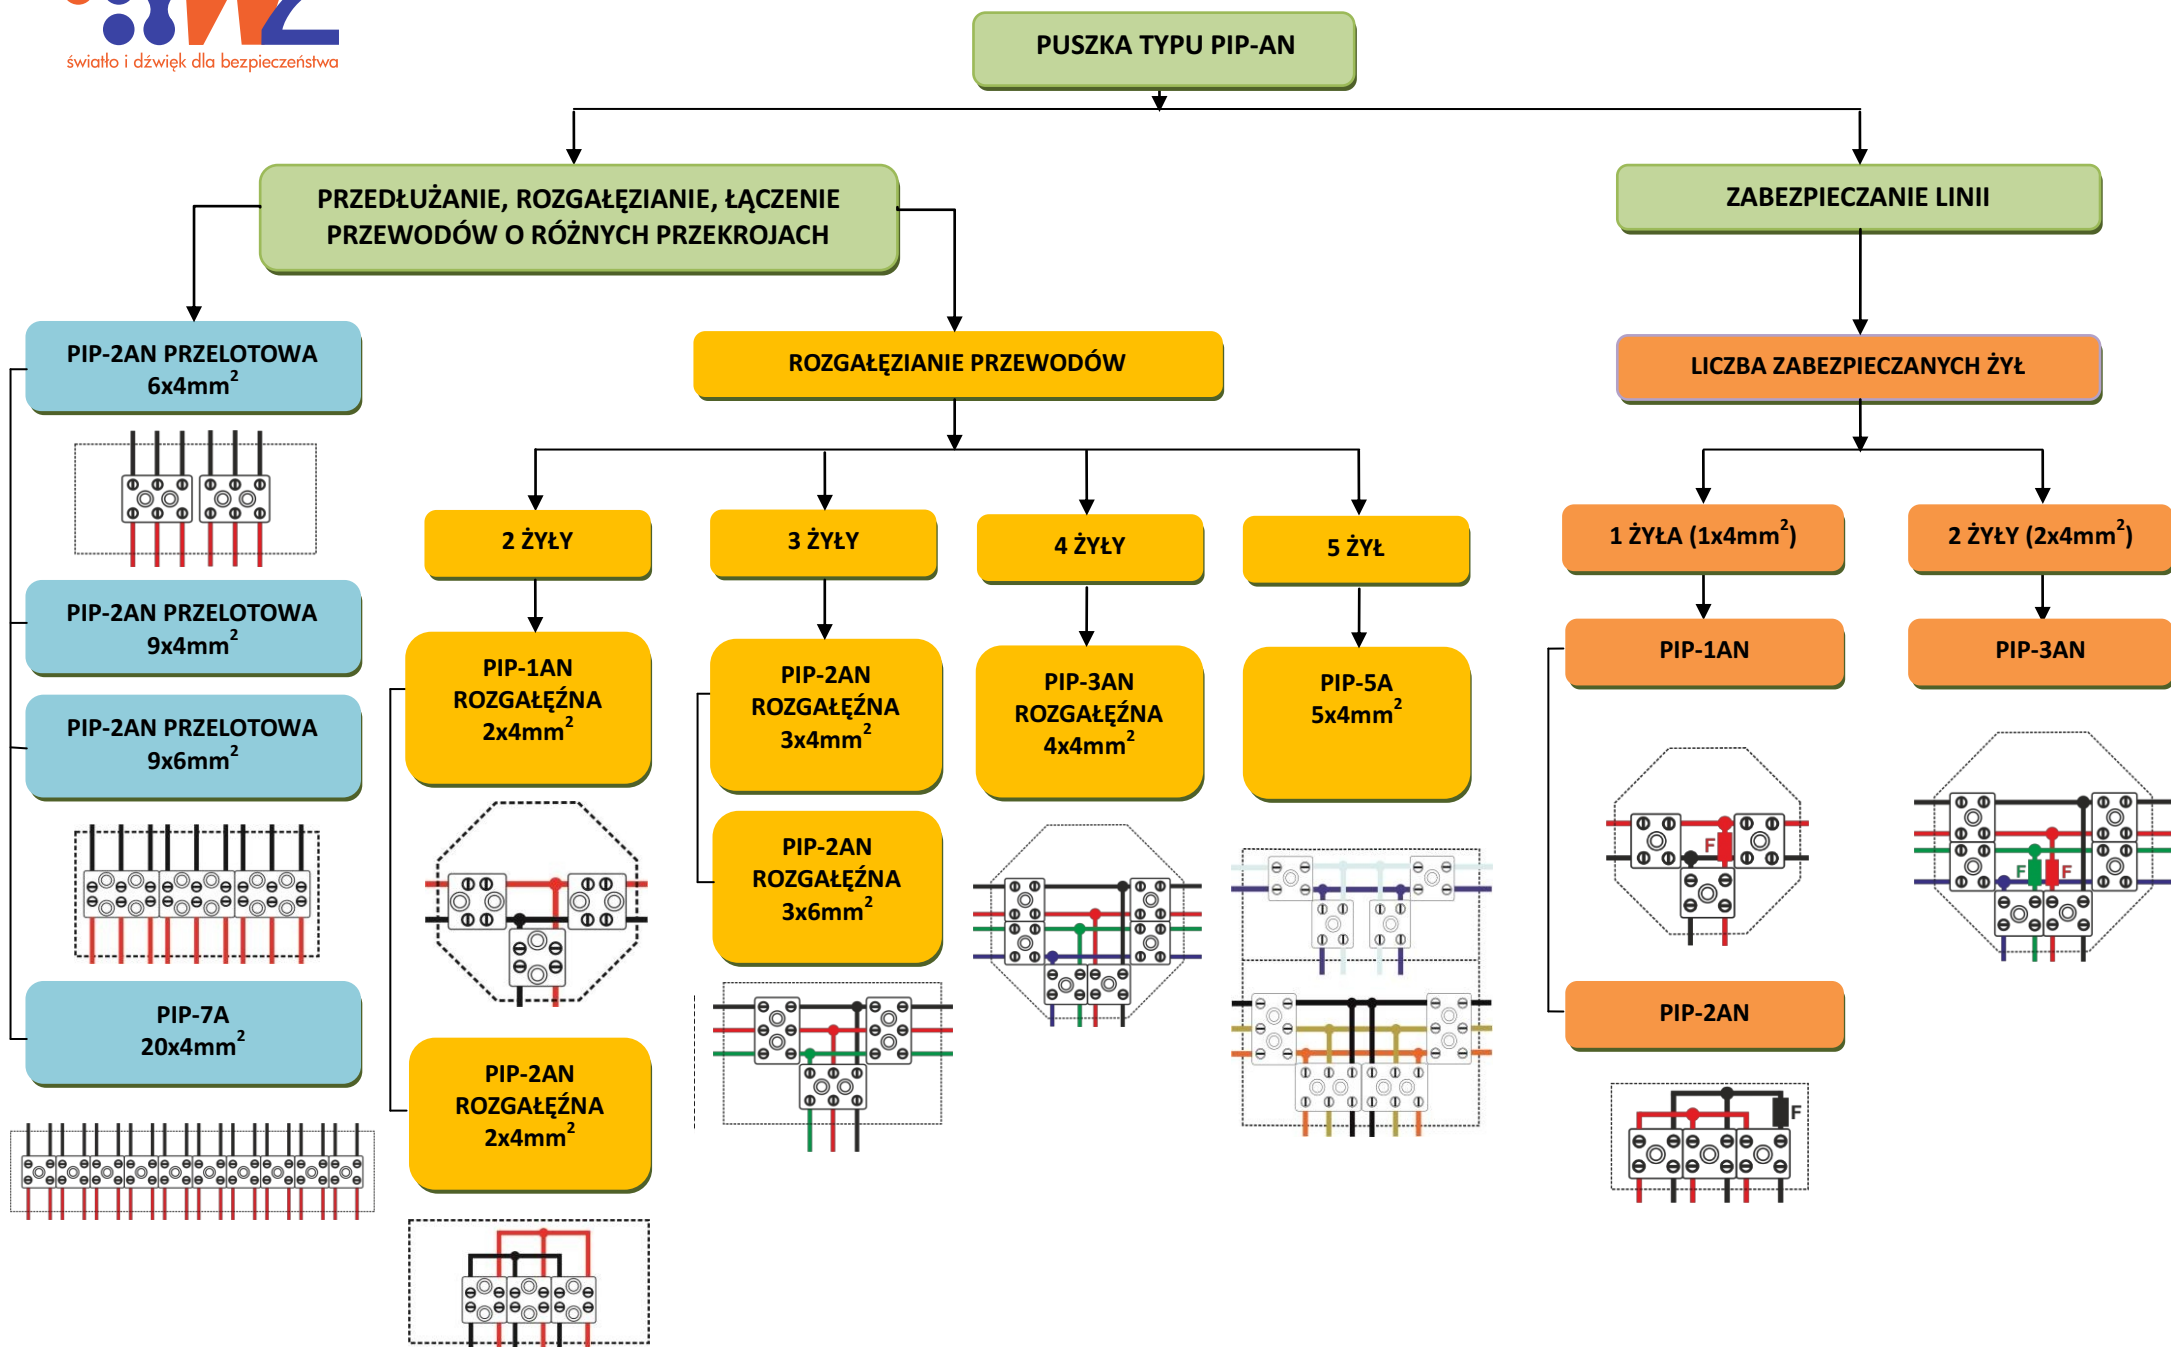 WZ
światło i dźwięk dla bezpieczeństwa
PUSZKA TYPU PIP-AN
PRZEDŁUŻANIE, ROZGAŁĘZIANIE, ŁĄCZENIE
PRZEWODÓW O RÓŻNYCH PRZEKROJACH
ZABEZPIECZANIE LINII
PIP-2AN PRZELOTOWA
6x4mm²
ROZGAŁĘZIANIE PRZEWODÓW
LICZBA ZABEZPIECZANYCH ŻYŁ
2 ŻYŁY
3 ŻYŁY
4 ŻYŁY
5 ŻYŁ
1 ŻYŁA (1x4mm²)
2 ŻYŁY (2x4mm²)
PIP-2AN PRZELOTOWA
9x4mm²
PIP-2AN PRZELOTOWA
9x6mm²
PIP-7A
20x4mm²
PIP-1AN
ROZGAŁĘŹNA
2x4mm²
PIP-2AN
ROZGAŁĘŹNA
2x4mm²
PIP-2AN
ROZGAŁĘŹNA
3x4mm²
PIP-2AN
ROZGAŁĘŹNA
3x6mm²
PIP-3AN
ROZGAŁĘŹNA
4x4mm²
PIP-5A
5x4mm²
PIP-1AN
F
PIP-2AN
F
PIP-3AN
F F